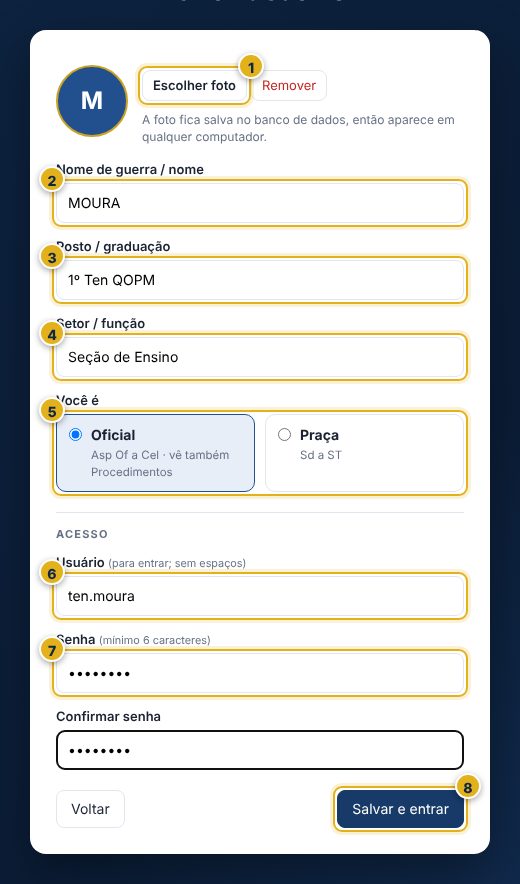 M
1
Escolher foto
Remover
A foto fica salva no banco de dados, então aparece em
qualquer computador.
Nome de guerra / nome
2
MOURA
Posto / graduação
3
1º Ten QOPM
Setor / função
4
Seção de Ensino
Você é
5
Oficial
Asp Of a Cel · vê também
Procedimentos
Praça
Sd a ST
ACESSO
Usuário (para entrar; sem espaços)
6
ten.moura
Senha (mínimo 6 caracteres)
7
••••••••
Confirmar senha
••••••••
Voltar
8
Salvar e entrar